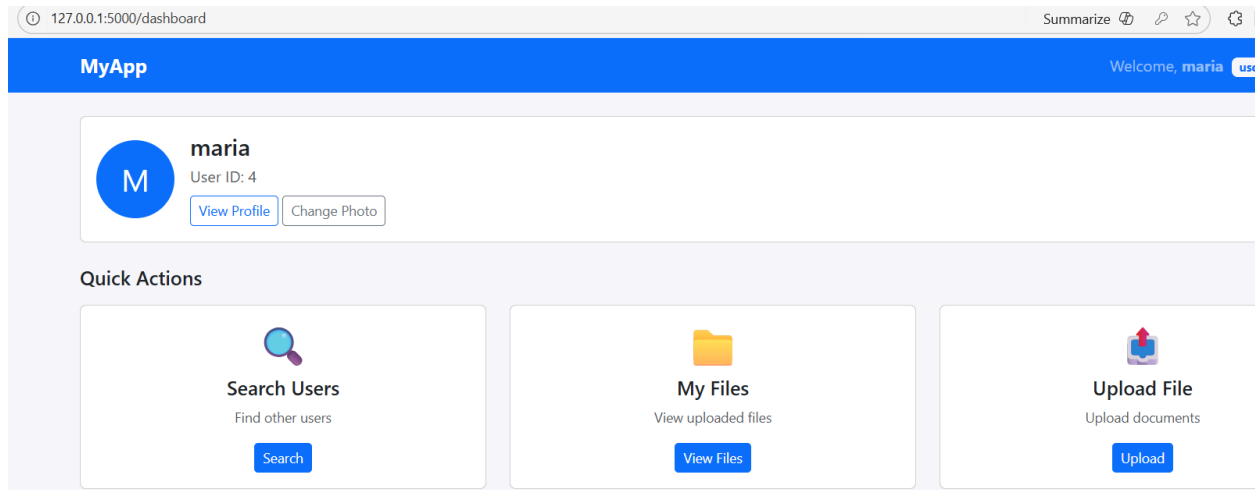 127.0.0.1:5000/dashboard
Summarize
MyApp
Welcome, maria
M
maria
User ID: 4
View Profile
Change Photo
Quick Actions
Search Users
Find other users
Search
My Files
View uploaded files
View Files
Upload File
Upload documents
Upload